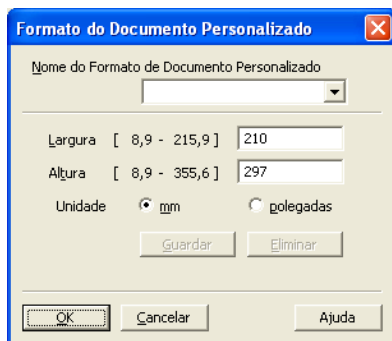 Formato do Documento Personalizado
Nome do Formato de Documento Personalizado
Largura [ 8,9 - 215,9 ] 210
Altura [ 8,9 - 355,6 ] 297
Unidade mm polegadas
Guardar Eliminar
OK Cancelar Ajuda